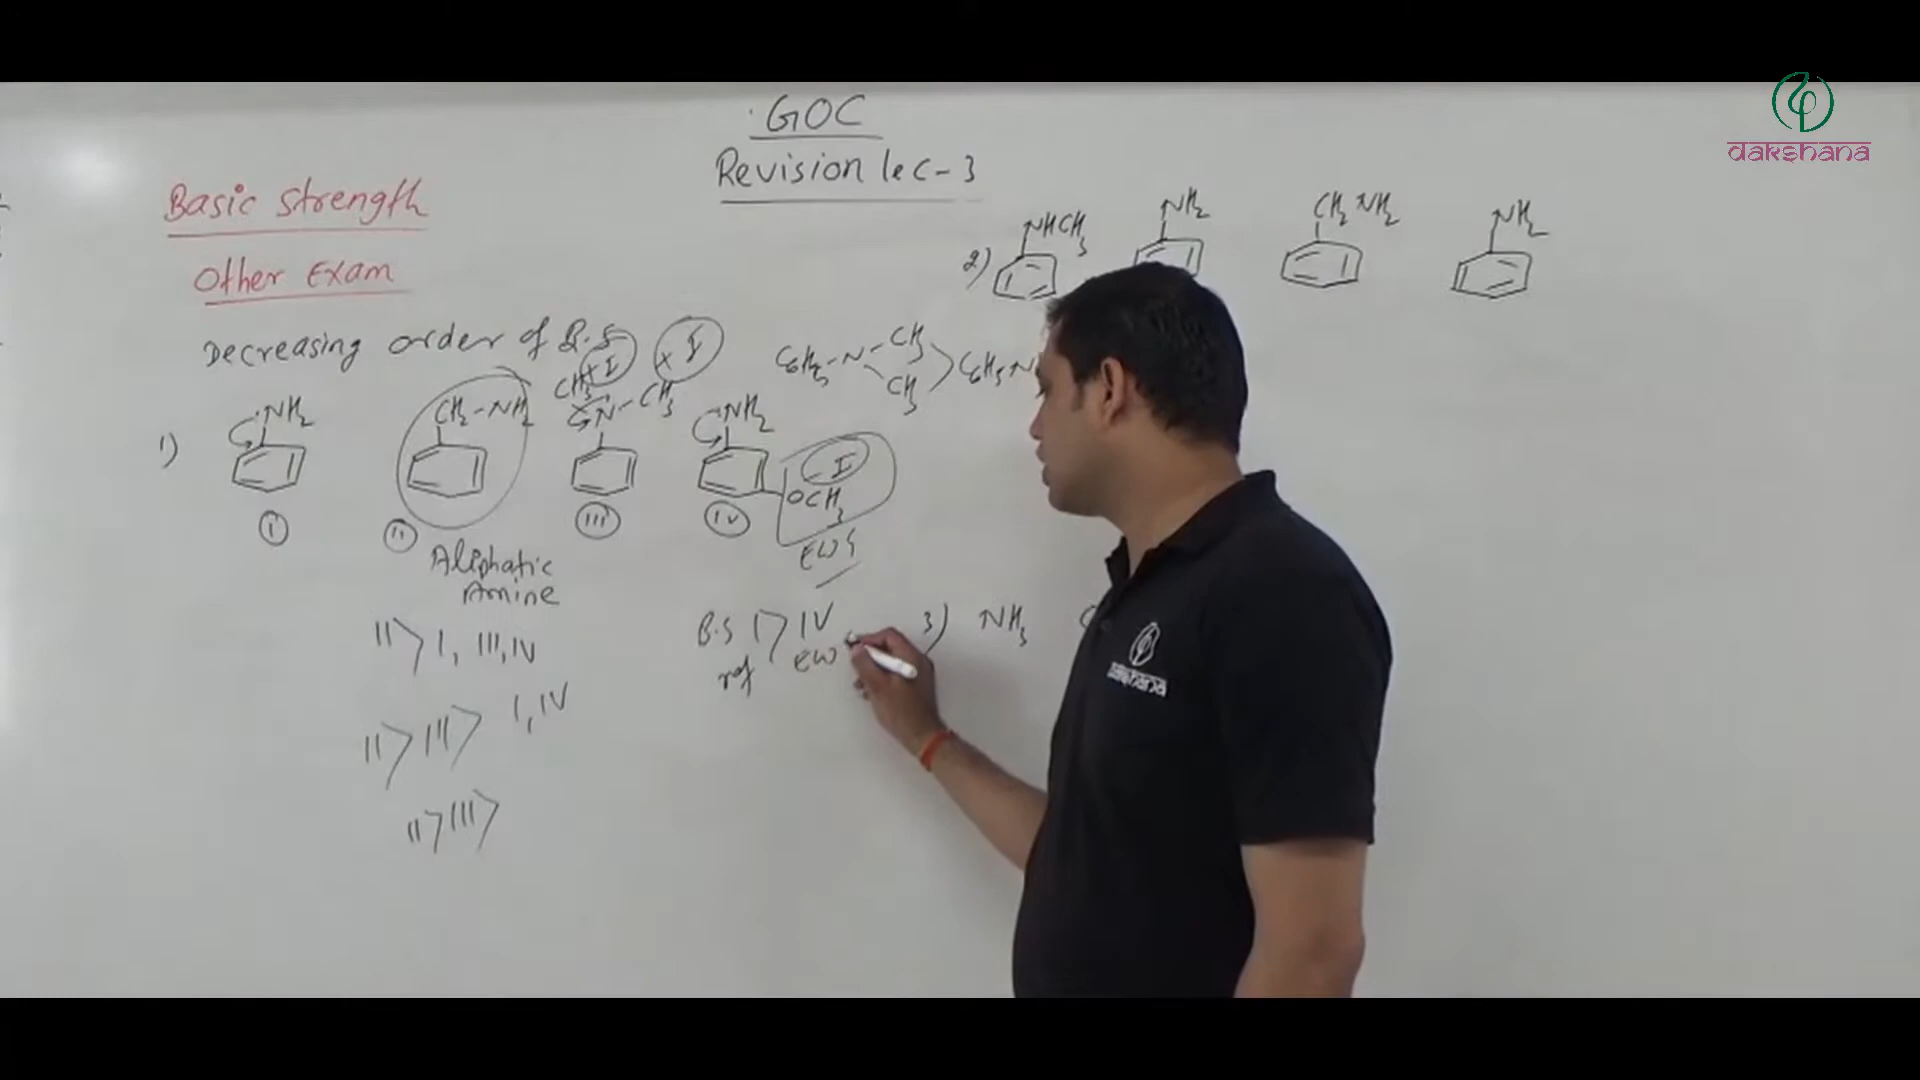 GOC
Revision lec-3
dakshana
Basic Strength
Other Exam
Decreasing order of B.S
1)
NH2
CH2-NH2
CH3
N-CH3
+I
+I
NH2
OCH3
-I
I
II
III
IV
Aliphatic
Amine
EWG
II > I, III, IV
II > III > I, IV
II > III >
B.S I > IV
ref EW
C6H5-N
CH3
CH3
> C6H5N
2)
NHCH3
NH2
CH2NH2
NH2
3) NH3
dakshana